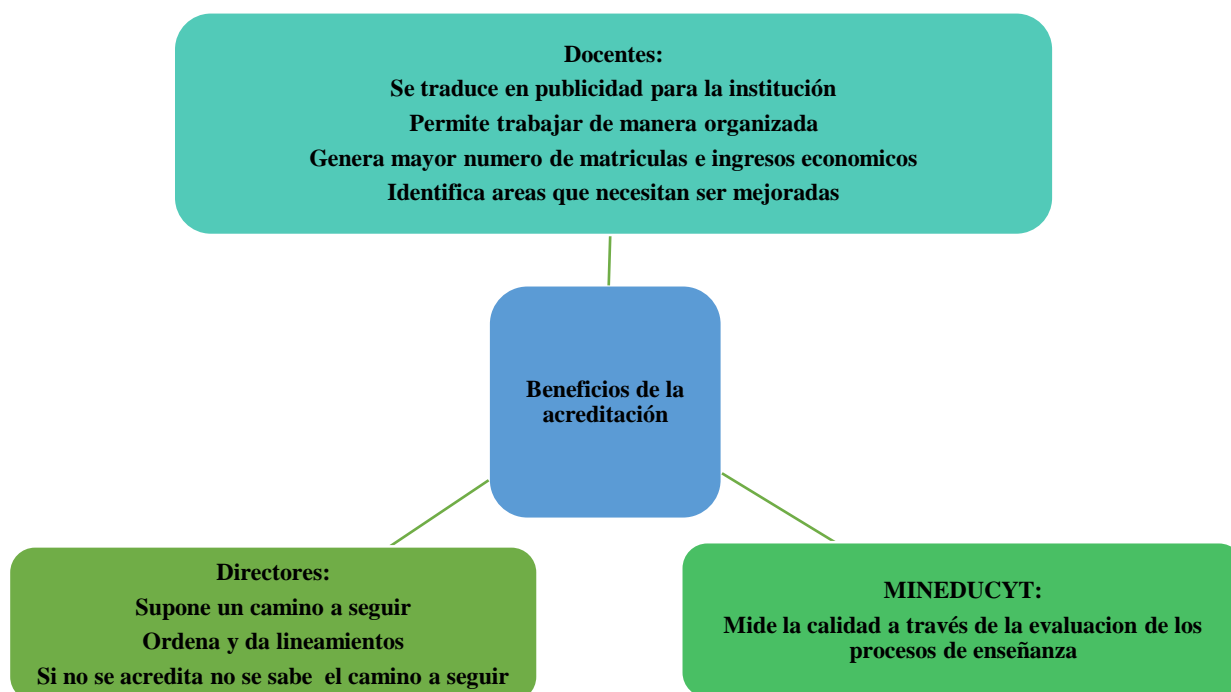 Docentes:
Se traduce en publicidad para la institución
Permite trabajar de manera organizada
Genera mayor numero de matriculas e ingresos economicos
Identifica areas que necesitan ser mejoradas
Beneficios de la
acreditación
Directores:
Supone un camino a seguir
Ordena y da lineamientos
Si no se acredita no se sabe el camino a seguir
MINEDUCYT:
Mide la calidad a través de la evaluacion de los
procesos de enseñanza